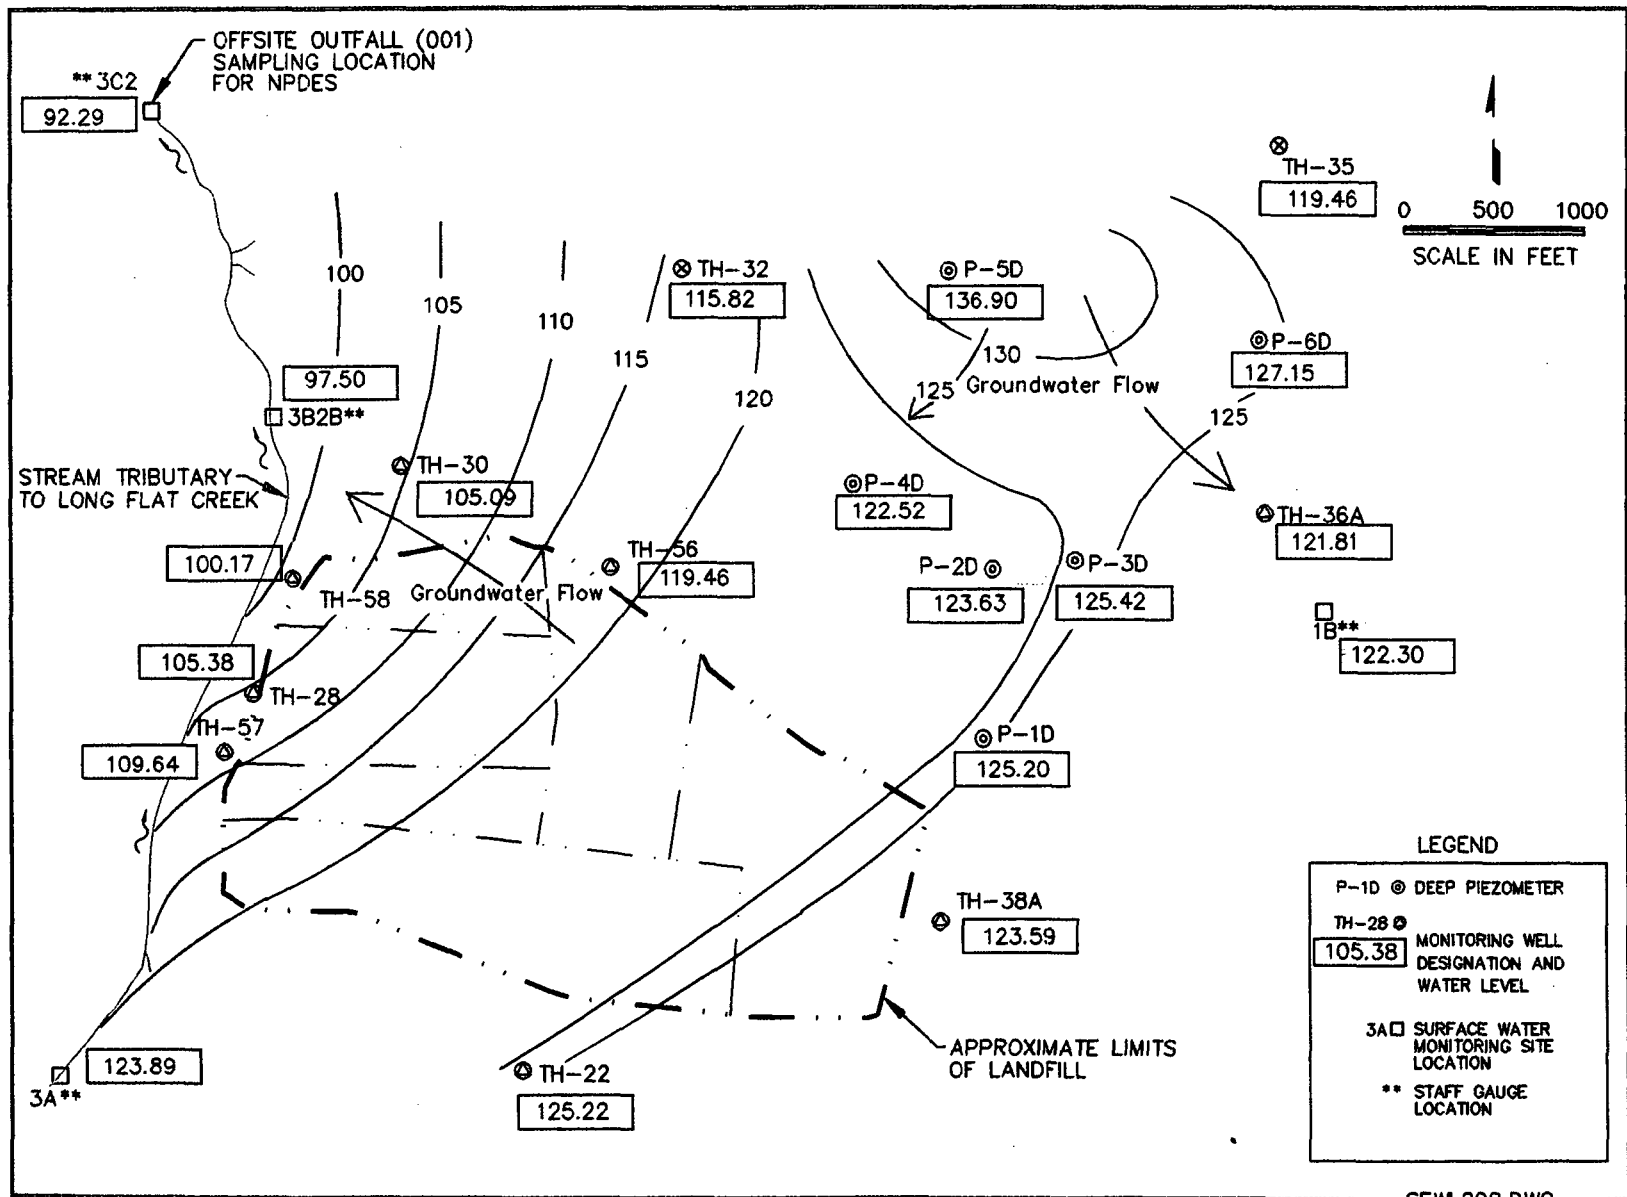 OFFSITE OUTFALL (001)
SAMPLING LOCATION
FOR NPDES
** 3C2
92.29
TH-35
119.46
0 500 1000
SCALE IN FEET
100
105
110
115
120
TH-32
115.82
P-5D
136.90
130
125
Groundwater Flow
P-6D
127.15
125
97.50
3B2B**
STREAM TRIBUTARY
TO LONG FLAT CREEK
TH-30
105.09
P-4D
122.52
TH-36A
121.81
100.17
TH-58
Groundwater Flow
TH-56
119.46
P-2D
123.63
P-3D
125.42
1B**
122.30
105.38
TH-28
TH-57
109.64
P-1D
125.20
TH-38A
123.59
APPROXIMATE LIMITS
OF LANDFILL
123.89
3A**
TH-22
125.22
LEGEND
P-1D DEEP PIEZOMETER
TH-28
105.38
MONITORING WELL
DESIGNATION AND
WATER LEVEL
3A SURFACE WATER
MONITORING SITE
LOCATION
** STAFF GAUGE
LOCATION